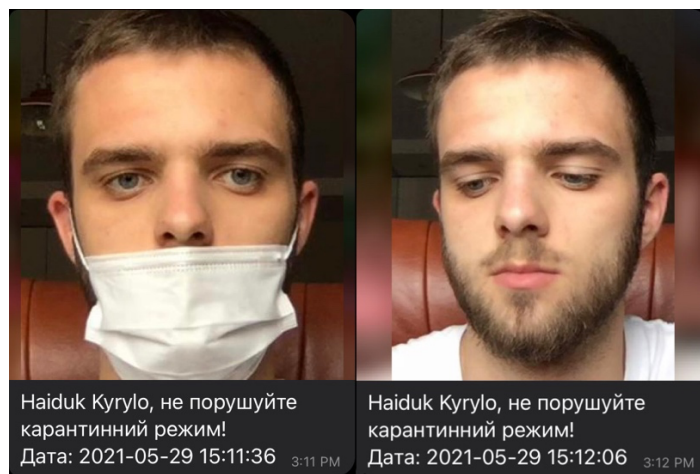 Haiduk Kyrylo, не порушуйте
карантинний режим!
Дата: 2021-05-29 15:11:36 3:11 PM
Haiduk Kyrylo, не порушуйте
карантинний режим!
Дата: 2021-05-29 15:12:06 3:12 PM